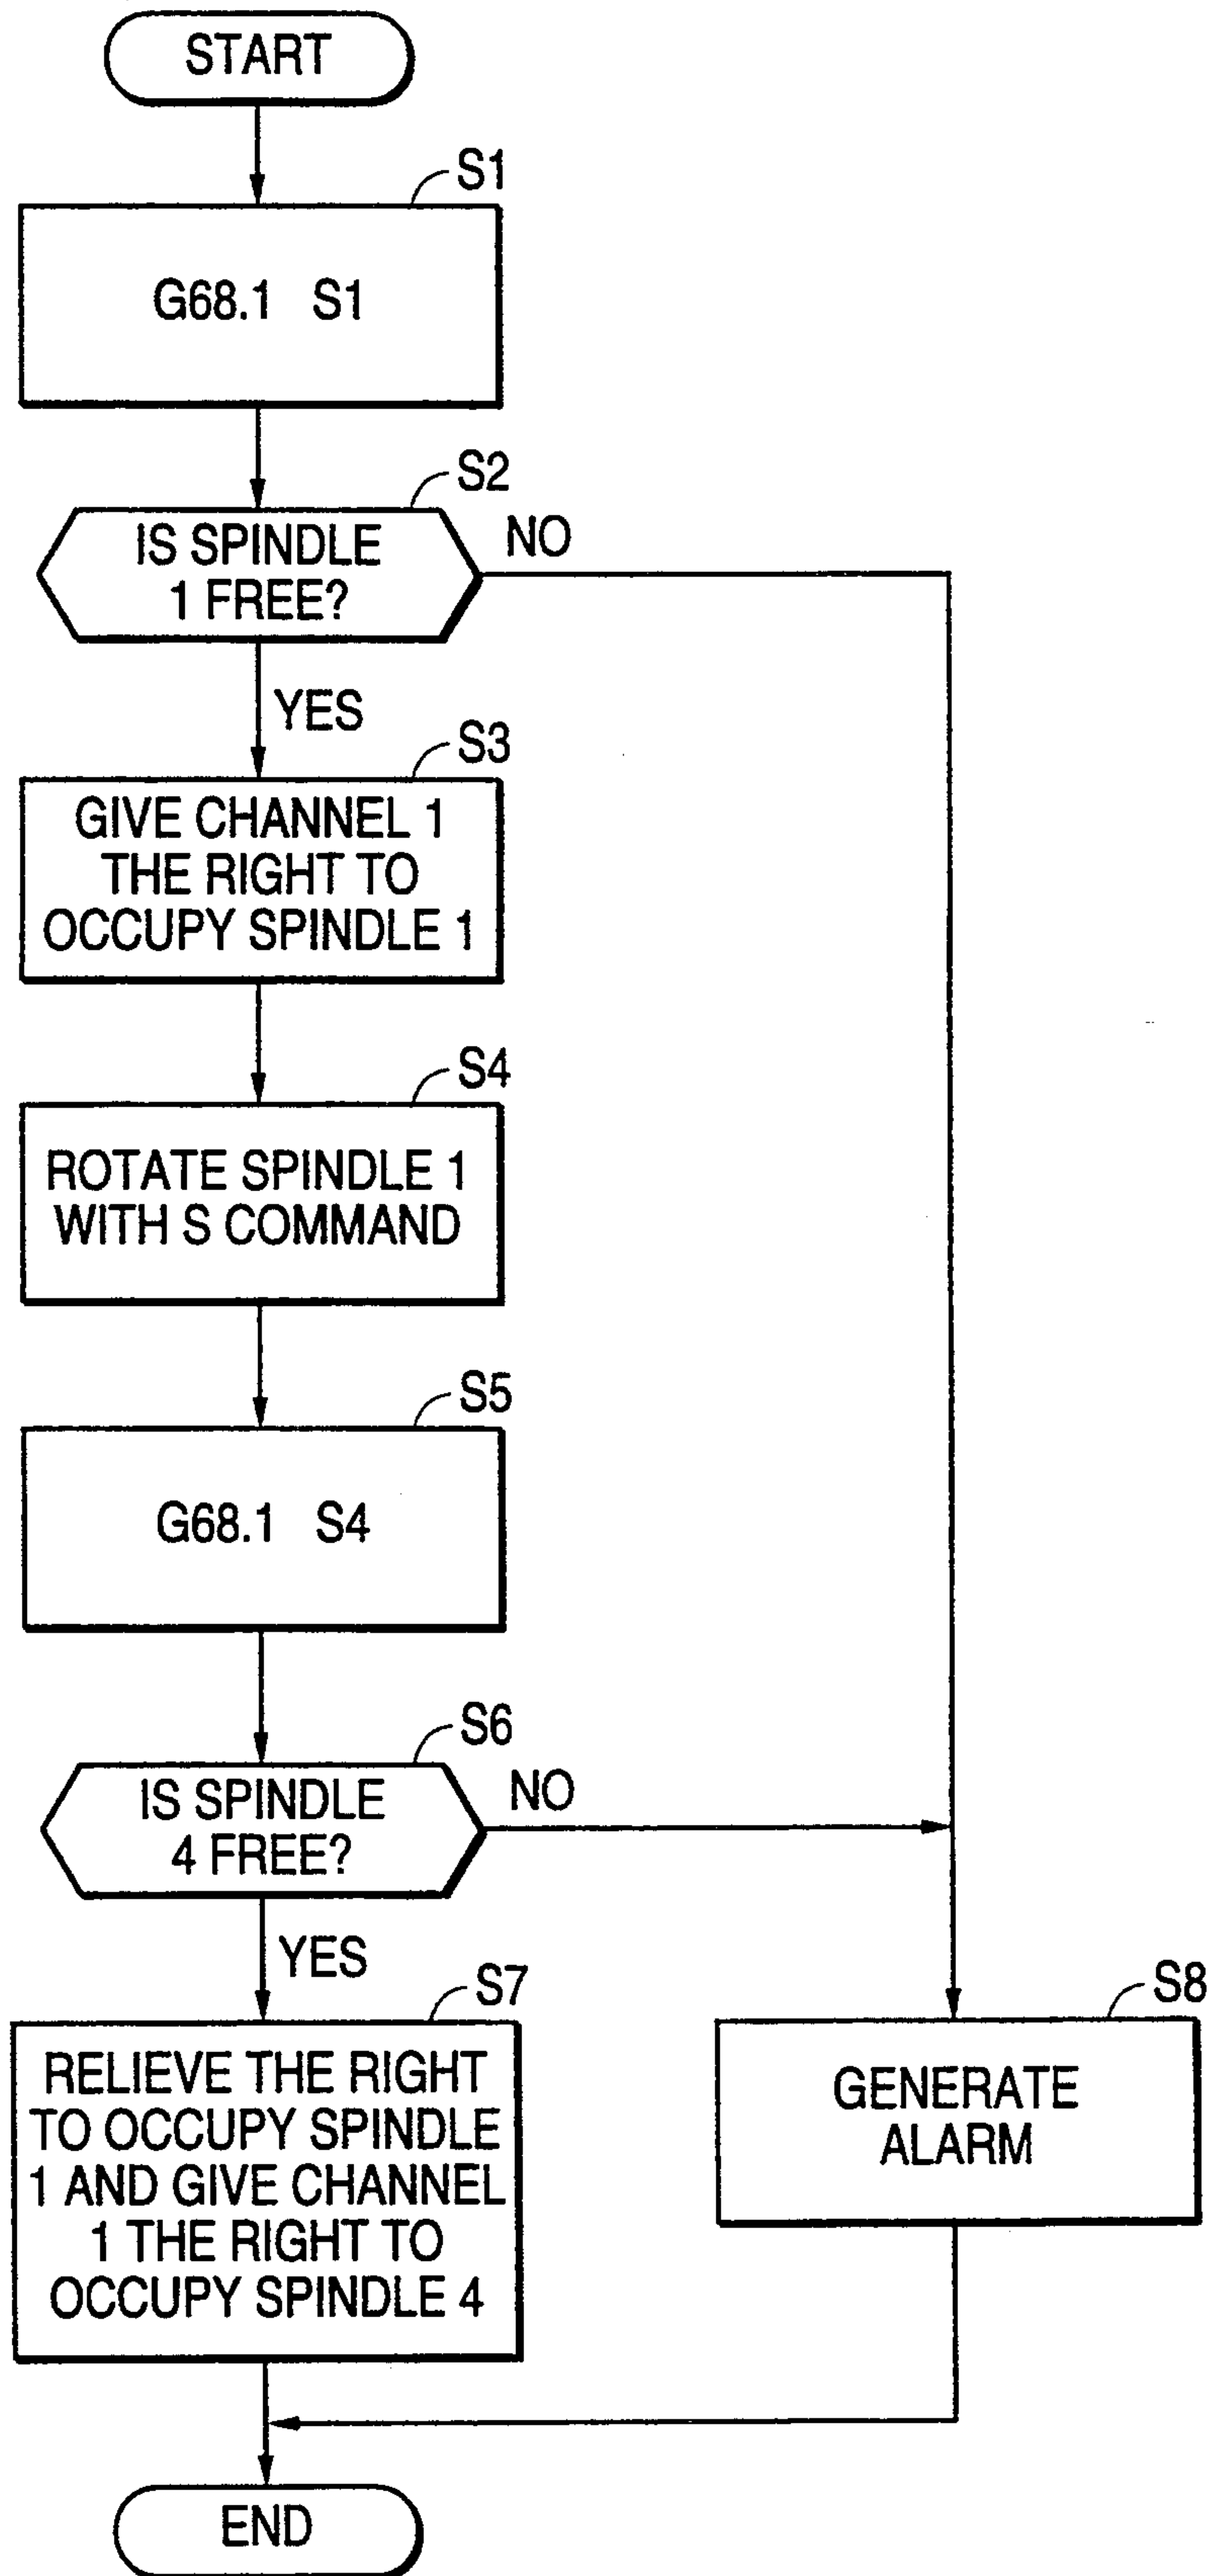 START
S1
G68.1 S1
S2
IS SPINDLE
1 FREE?
NO
YES
S3
GIVE CHANNEL 1
THE RIGHT TO
OCCUPY SPINDLE 1
S4
ROTATE SPINDLE 1
WITH S COMMAND
S5
G68.1 S4
S6
IS SPINDLE
4 FREE?
NO
YES
S7
RELIEVE THE RIGHT
TO OCCUPY SPINDLE
1 AND GIVE CHANNEL
1 THE RIGHT TO
OCCUPY SPINDLE 4
S8
GENERATE
ALARM
END